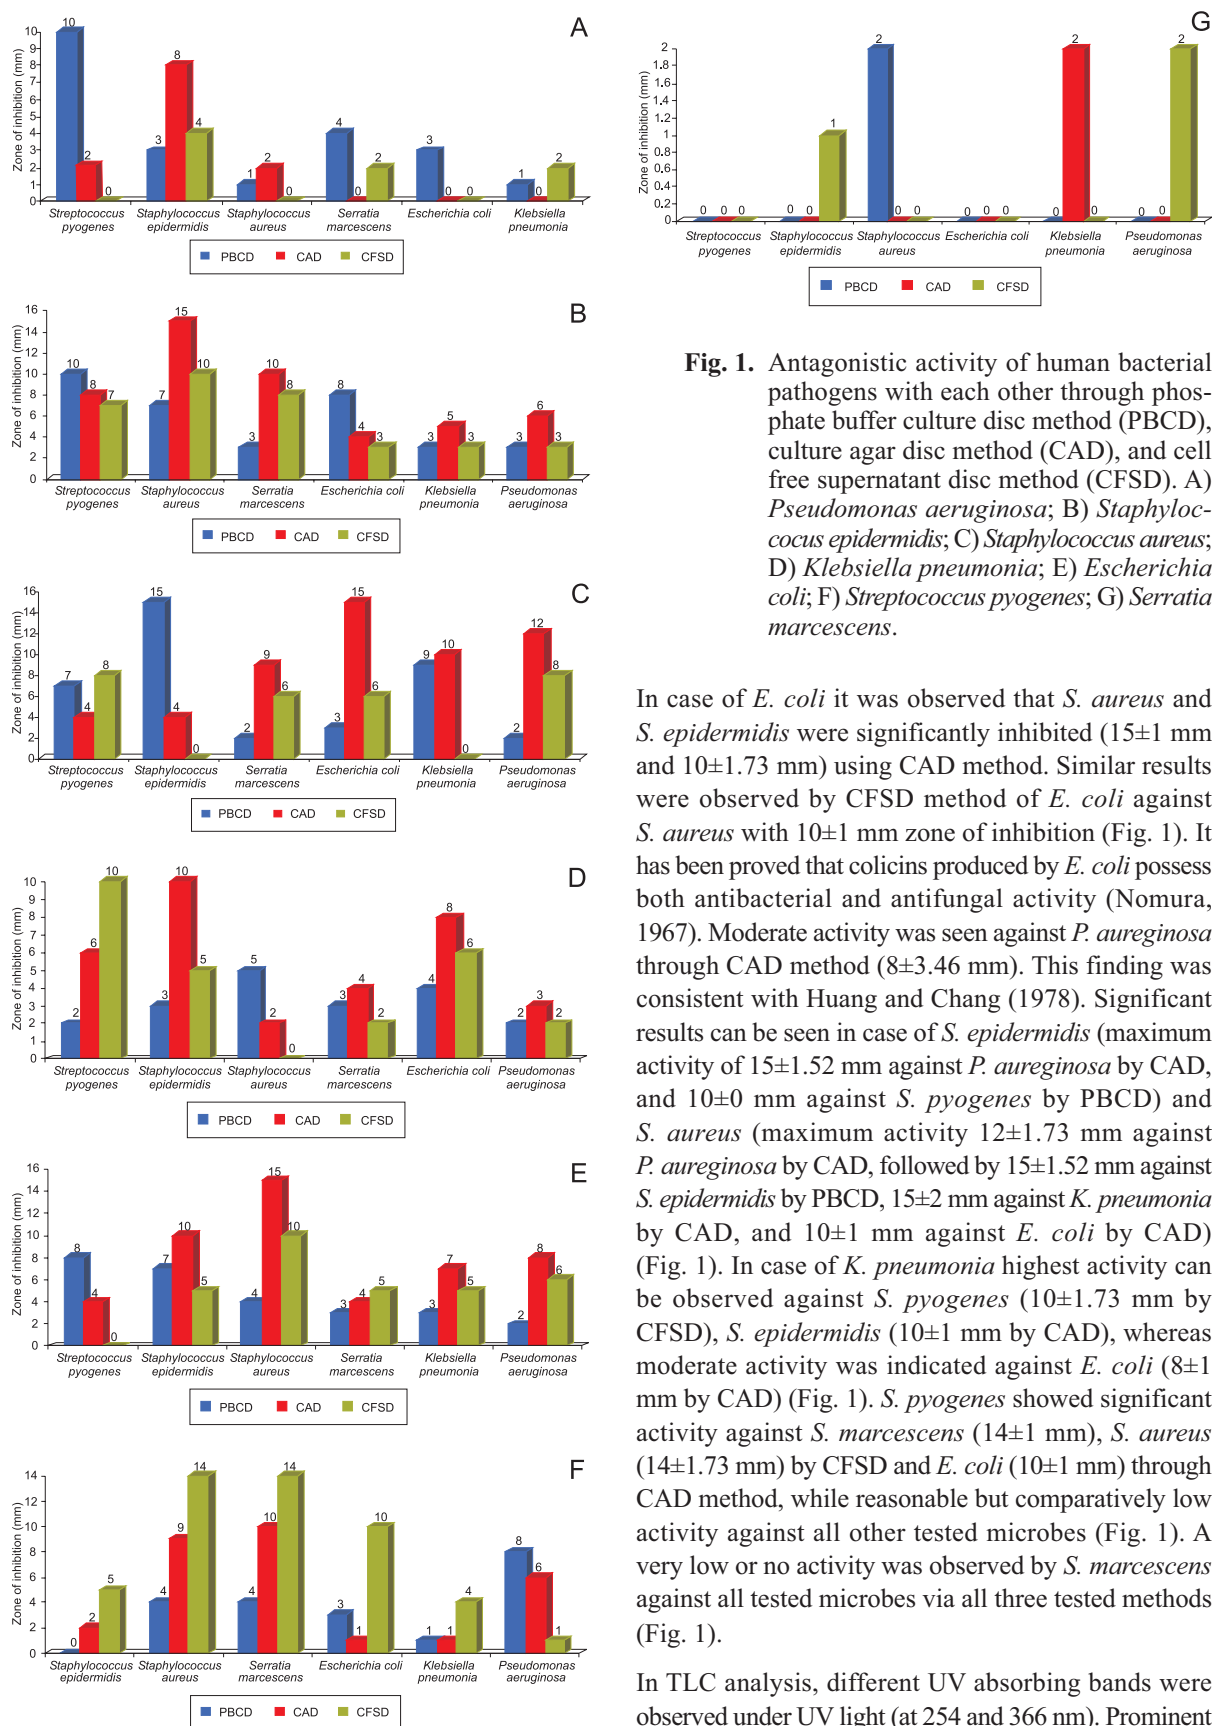 A
Zone of inhibition (mm)
10
9
8
7
6
5
4
3
2
1
0
10
2
0
3
8
4
1
2
0
4
0
2
3
0
0
1
0
2
Streptococcus pyogenes
Staphylococcus epidermidis
Staphylococcus aureus
Serratia marcescens
Escherichia coli
Klebsiella pneumonia
PBCD CAD CFSD
B
Zone of inhibition (mm)
16
14
12
10
8
6
4
2
0
10
8
7
7
15
10
3
10
8
8
4
3
3
5
3
3
6
3
Streptococcus pyogenes
Staphylococcus aureus
Serratia marcescens
Escherichia coli
Klebsiella pneumonia
Pseudomonas aeruginosa
PBCD CAD CFSD
C
Zone of inhibition (mm)
16
14
12
10
8
6
4
2
0
7
4
8
15
4
0
2
9
6
3
15
6
9
10
0
2
12
8
Streptococcus pyogenes
Staphylococcus epidermidis
Serratia marcescens
Escherichia coli
Klebsiella pneumonia
Pseudomonas aeruginosa
PBCD CAD CFSD
D
Zone of inhibition (mm)
10
9
8
7
6
5
4
3
2
1
0
2
6
10
3
10
5
5
2
0
3
4
2
4
8
6
2
3
2
Streptococcus pyogenes
Staphylococcus epidermidis
Staphylococcus aureus
Serratia marcescens
Escherichia coli
Pseudomonas aeruginosa
PBCD CAD CFSD
E
Zone of inhibition (mm)
16
14
12
10
8
6
4
2
0
8
4
0
7
10
5
4
15
10
3
4
5
3
7
5
2
8
6
Streptococcus pyogenes
Staphylococcus epidermidis
Staphylococcus aureus
Serratia marcescens
Klebsiella pneumonia
Pseudomonas aeruginosa
PBCD CAD CFSD
F
Zone of inhibition (mm)
14
12
10
8
6
4
2
0
0
2
5
4
9
14
4
10
14
3
1
10
1
1
4
8
6
1
Staphylococcus epidermidis
Staphylococcus aureus
Serratia marcescens
Escherichia coli
Klebsiella pneumonia
Pseudomonas aeruginosa
PBCD CAD CFSD
G
Zone of inhibition (mm)
2
1.8
1.6
1.4
1.2
1
0.8
0.6
0.4
0.2
0
0
0
0
0
0
1
2
0
0
0
0
0
0
2
0
0
0
2
Streptococcus pyogenes
Staphylococcus epidermidis
Staphylococcus aureus
Escherichia coli
Klebsiella pneumonia
Pseudomonas aeruginosa
PBCD CAD CFSD
Fig. 1. Antagonistic activity of human bacterial
pathogens with each other through phos-
phate buffer culture disc method (PBCD),
culture agar disc method (CAD), and cell
free supernatant disc method (CFSD). A)
Pseudomonas aeruginosa; B) Staphyloc-
cocus epidermidis; C) Staphylococcus aureus;
D) Klebsiella pneumonia; E) Escherichia
coli; F) Streptococcus pyogenes; G) Serratia
marcescens.
In case of E. coli it was observed that S. aureus and
S. epidermidis were significantly inhibited (15±1 mm
and 10±1.73 mm) using CAD method. Similar results
were observed by CFSD method of E. coli against
S. aureus with 10±1 mm zone of inhibition (Fig. 1). It
has been proved that colicins produced by E. coli possess
both antibacterial and antifungal activity (Nomura,
1967). Moderate activity was seen against P. aureginosa
through CAD method (8±3.46 mm). This finding was
consistent with Huang and Chang (1978). Significant
results can be seen in case of S. epidermidis (maximum
activity of 15±1.52 mm against P. aureginosa by CAD,
and 10±0 mm against S. pyogenes by PBCD) and
S. aureus (maximum activity 12±1.73 mm against
P. aureginosa by CAD, followed by 15±1.52 mm against
S. epidermidis by PBCD, 15±2 mm against K. pneumonia
by CAD, and 10±1 mm against E. coli by CAD)
(Fig. 1). In case of K. pneumonia highest activity can
be observed against S. pyogenes (10±1.73 mm by
CFSD), S. epidermidis (10±1 mm by CAD), whereas
moderate activity was indicated against E. coli (8±1
mm by CAD) (Fig. 1). S. pyogenes showed significant
activity against S. marcescens (14±1 mm), S. aureus
(14±1.73 mm) by CFSD and E. coli (10±1 mm) through
CAD method, while reasonable but comparatively low
activity against all other tested microbes (Fig. 1). A
very low or no activity was observed by S. marcescens
against all tested microbes via all three tested methods
(Fig. 1).
In TLC analysis, different UV absorbing bands were
observed under UV light (at 254 and 366 nm). Prominent